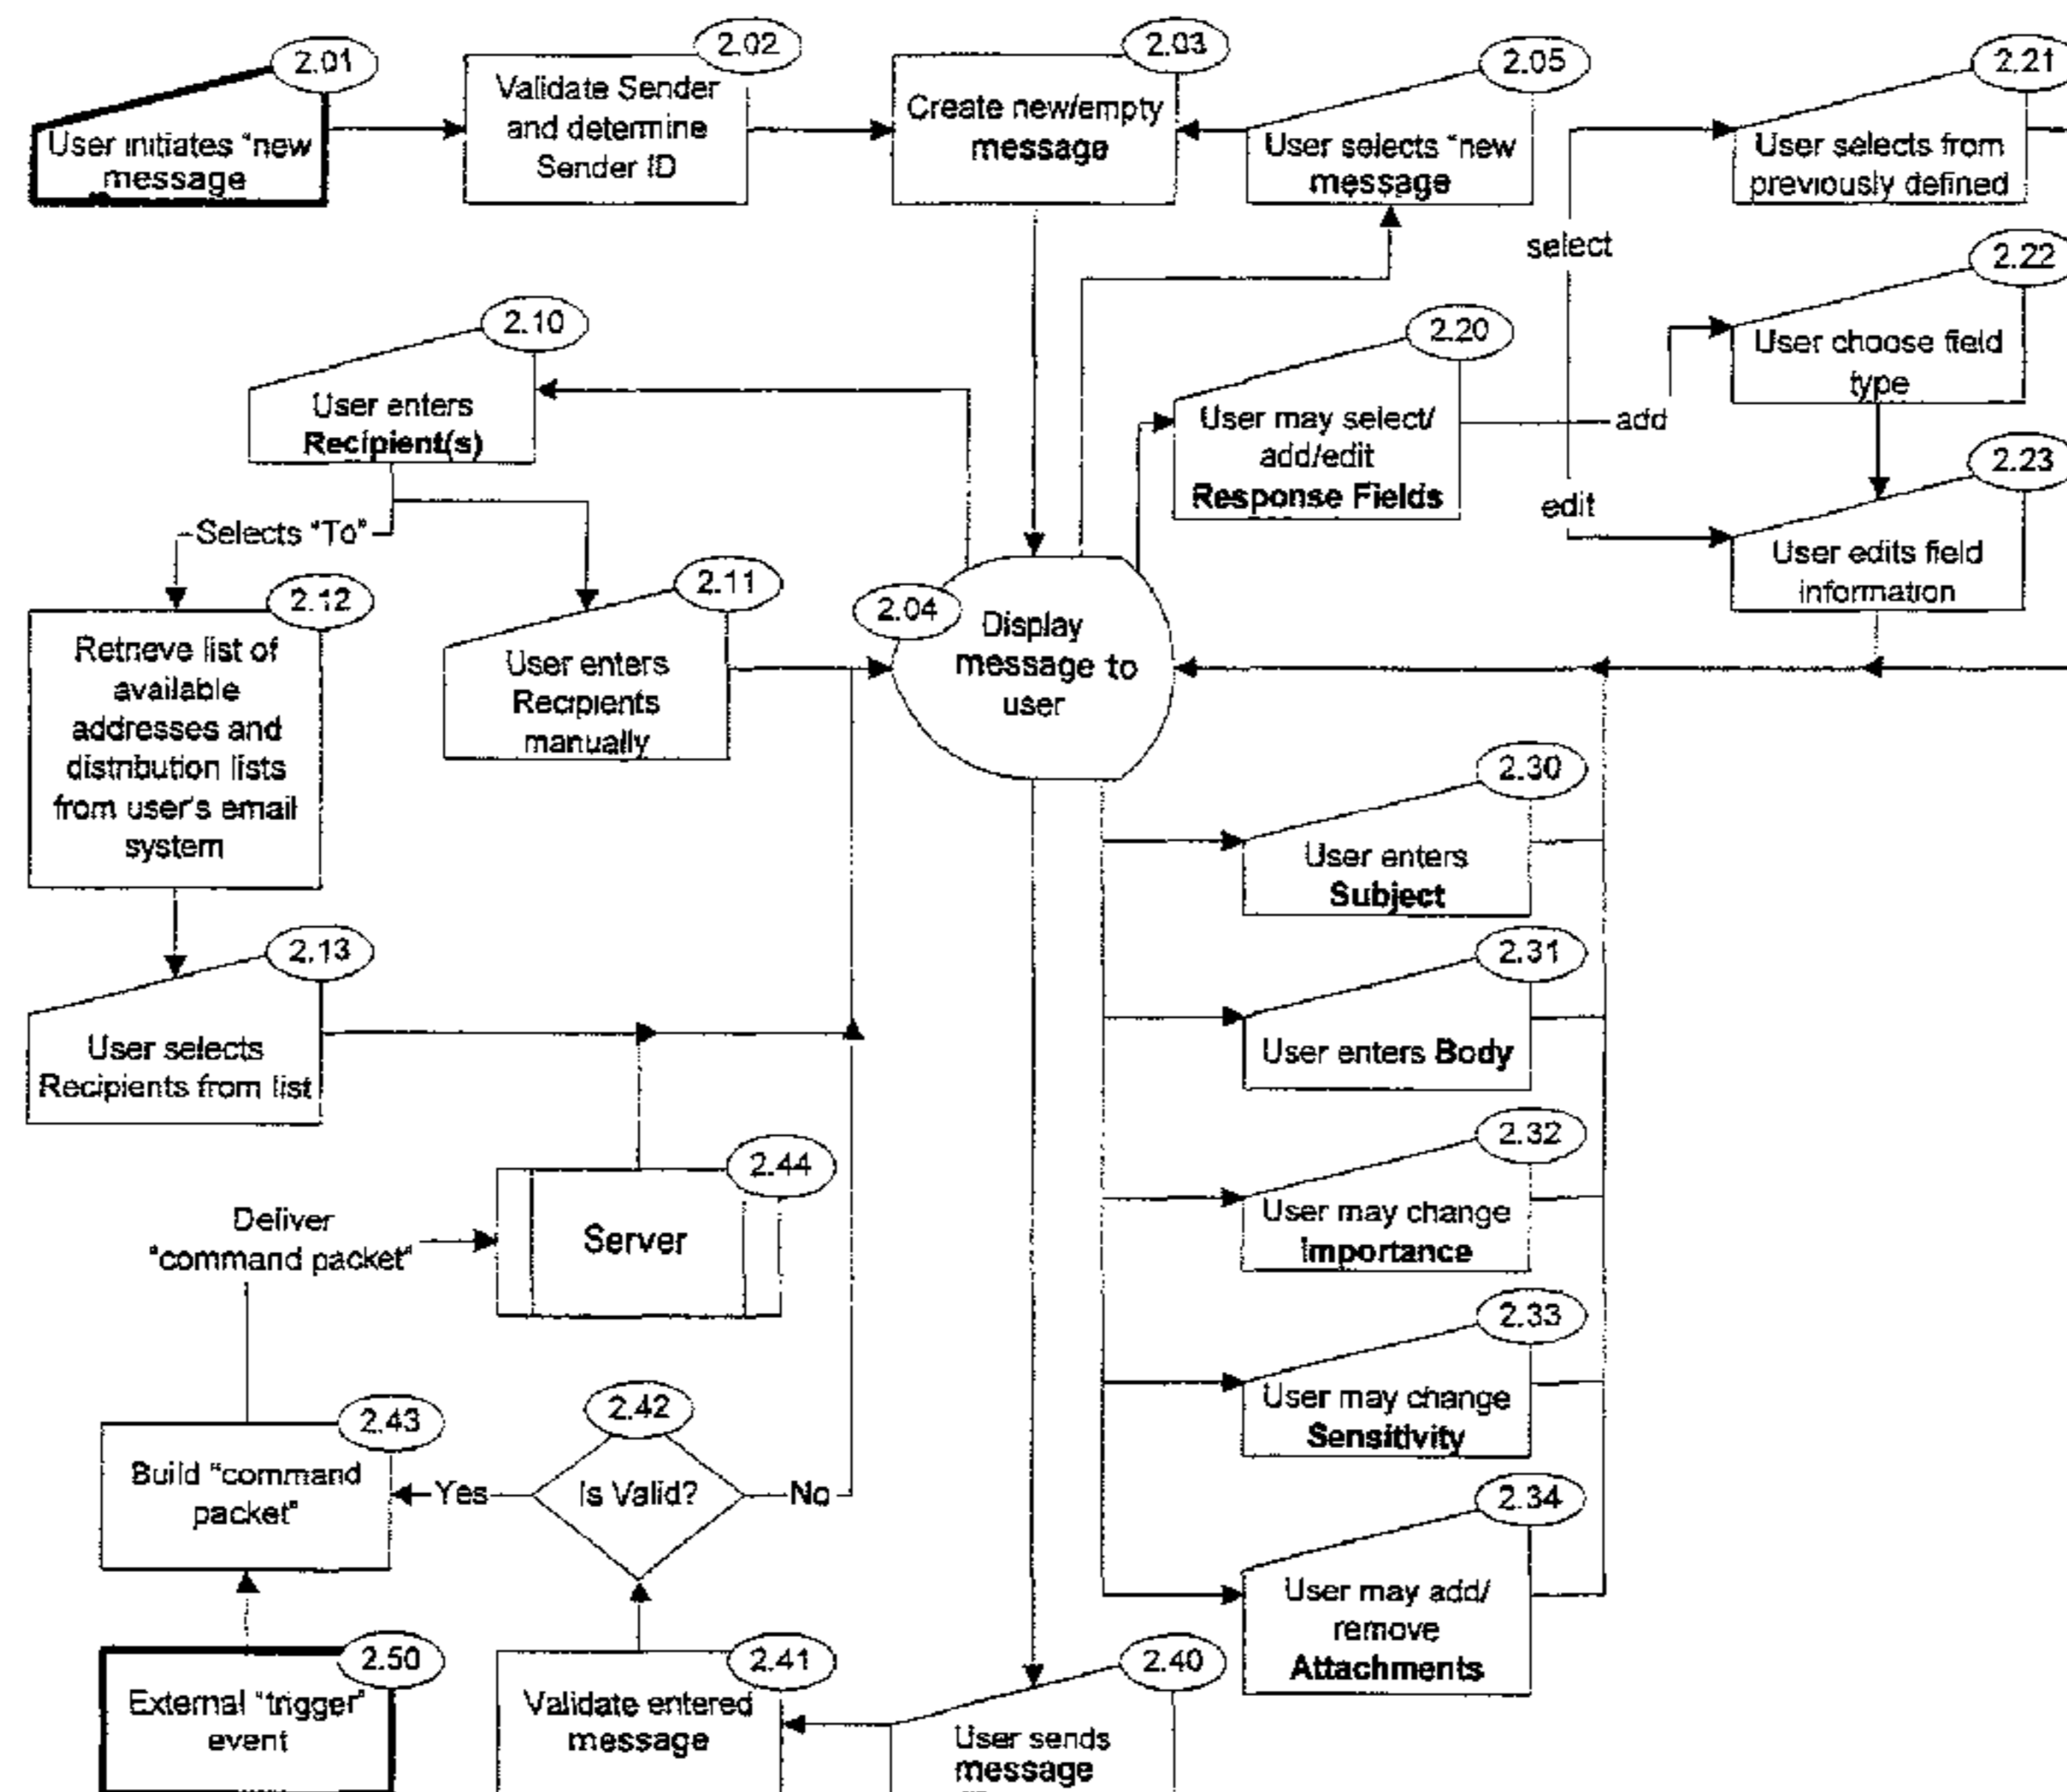 2.01
User initiates "new
message
2.02
Validate Sender
and determine
Sender ID
2.03
Create new/empty
message
2.05
User selects "new
message
2.21
User selects from
previously defined
select
2.22
User choose field
type
2.10
User enters
Recipient(s)
2.20
User may select/
add/edit
Response Fields
add
2.23
User edits field
information
edit
Selects "To"
2.12
Retrieve list of
available
addresses and
distribution lists
from user's email
system
2.11
User enters
Recipients
manually
2.04
Display
message to
user
2.30
User enters
Subject
2.13
User selects
Recipients from list
2.31
User enters Body
2.44
Server
Deliver
"command packet"
2.32
User may change
Importance
2.33
User may change
Sensitivity
2.43
Build "command
packet"
Yes
2.42
Is Valid?
No
2.34
User may add/
remove
Attachments
2.50
External "trigger"
event
2.41
Validate entered
message
2.40
User sends
message